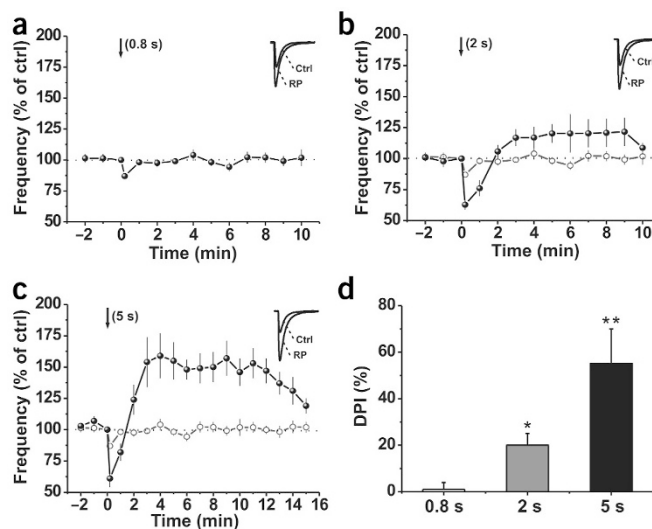 a
(0.8 s)
Ctrl
RP
Frequency (% of ctrl)
200
175
150
125
100
75
50
−2 0 2 4 6 8 10
Time (min)
b
(2 s)
Ctrl
RP
Frequency (% of ctrl)
200
175
150
125
100
75
50
−2 0 2 4 6 8 10
Time (min)
c
(5 s)
Ctrl
RP
Frequency (% of ctrl)
200
175
150
125
100
75
50
−2 0 2 4 6 8 10 12 14 16
Time (min)
d
DPI (%)
80
60
40
20
0
*
**
0.8 s 2 s 5 s